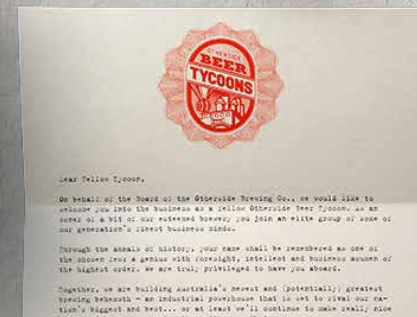 OTHERSIDE
BEER
TYCOONS
Dear Fellow Tycoon,
On behalf of the Board of the Otherside Brewing Co., we would like to
welcome you into the business as a fellow Otherside Beer Tycoon. As an
owner of a bit of our esteemed brewery you join an elite group of some of
our generation's finest business minds.
Through the annals of history, your name shall be remembered as one of
the chosen few; a genius with foresight, intellect and business acumen of
the highest order. We are truly privileged to have you aboard.
Together, we are building Australia's newest and (potentially) greatest
brewing behemoth - an industrial powerhouse that is set to rival our na-
tion's biggest and best... or at least we'll continue to make really nice